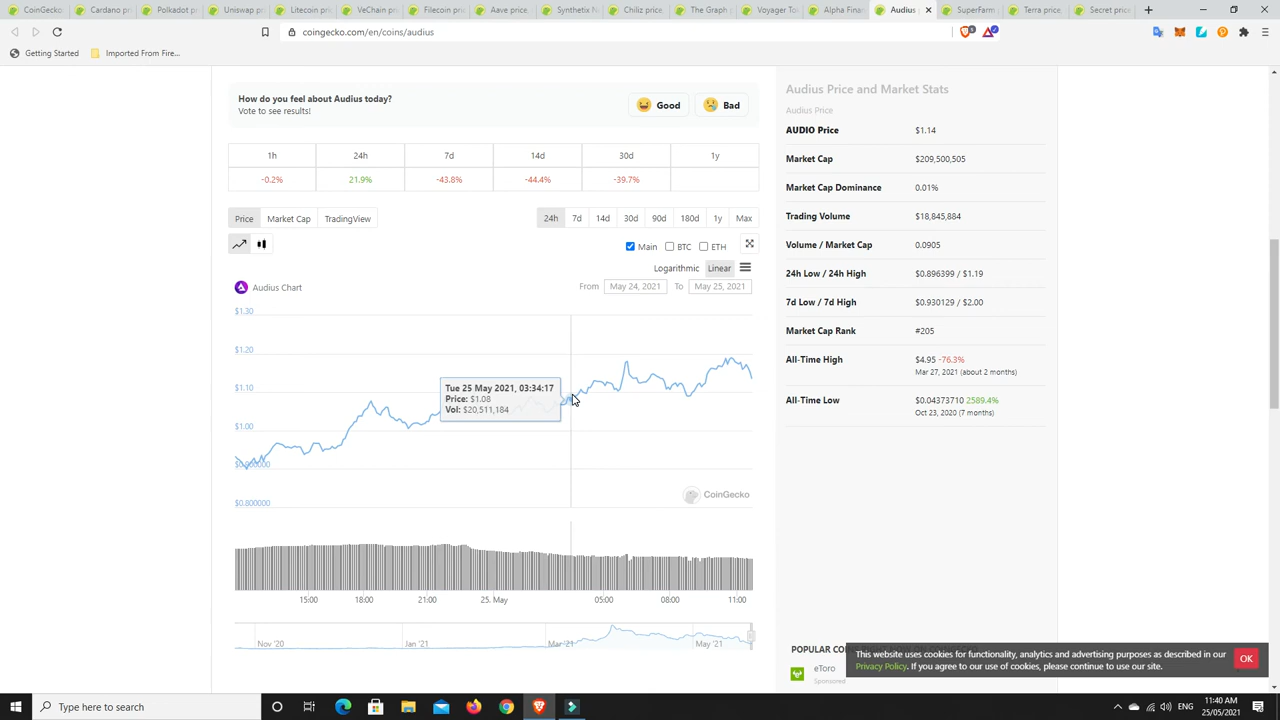 CoinGecko
Cardano pri
Polkadot pr
Uniswap pr
Litecoin pri
VeChain pri
Filecoin pri
Aave price,
Synthetix N
Chiliz price
The Graph
Voyager To
Alpha Finan
Audius
SuperFarm
Terra price,
Secret price
coingecko.com/en/coins/audius
Getting Started
Imported From Fire...
How do you feel about Audius today?
Vote to see results!
Good
Bad
1h 24h 7d 14d 30d 1y
-0.2% 21.9% -43.8% -44.4% -39.7%
Price Market Cap TradingView
24h 7d 14d 30d 90d 180d 1y Max
Main BTC ETH
Logarithmic Linear
Audius Chart
From May 24, 2021 To May 25, 2021
$1.30
$1.20
$1.10
$1.00
$0.800000
Tue 25 May 2021, 03:34:17
Price: $1.08
Vol: $20,511,184
CoinGecko
15:00 18:00 21:00 25. May 05:00 08:00 11:00
Nov '20 Jan '21 Mar '21 May '21
Audius Price and Market Stats
Audius Price
AUDIO Price $1.14
Market Cap $209,500,505
Market Cap Dominance 0.01%
Trading Volume $18,845,884
Volume / Market Cap 0.0905
24h Low / 24h High $0.896399 / $1.19
7d Low / 7d High $0.930129 / $2.00
Market Cap Rank #205
All-Time High $4.95 -76.3%
Mar 27, 2021 (about 2 months)
All-Time Low $0.04373710 2589.4%
Oct 23, 2020 (7 months)
POPULAR
eToro
Sponsored
This website uses cookies for functionality, analytics and advertising purposes as described in our
Privacy Policy. If you agree to our use of cookies, please continue to use our site.
OK
Type here to search
ENG
11:40 AM
25/05/2021